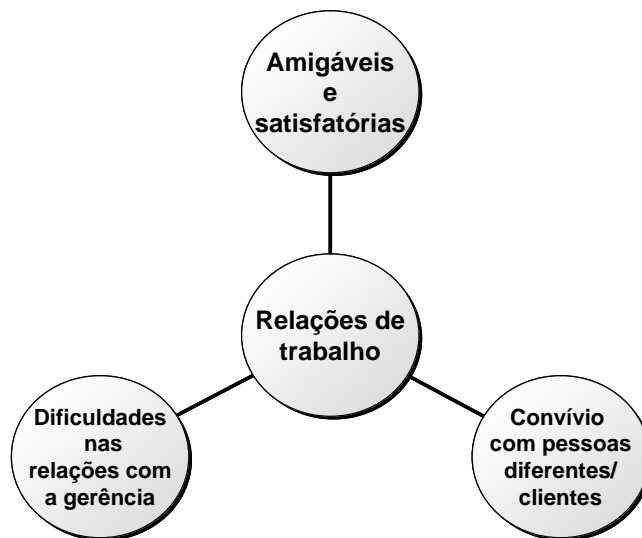 Amigáveis
e
satisfatórias
Relações de
trabalho
Dificuldades
nas
relações com
a gerência
Convívio
com pessoas
diferentes/
clientes